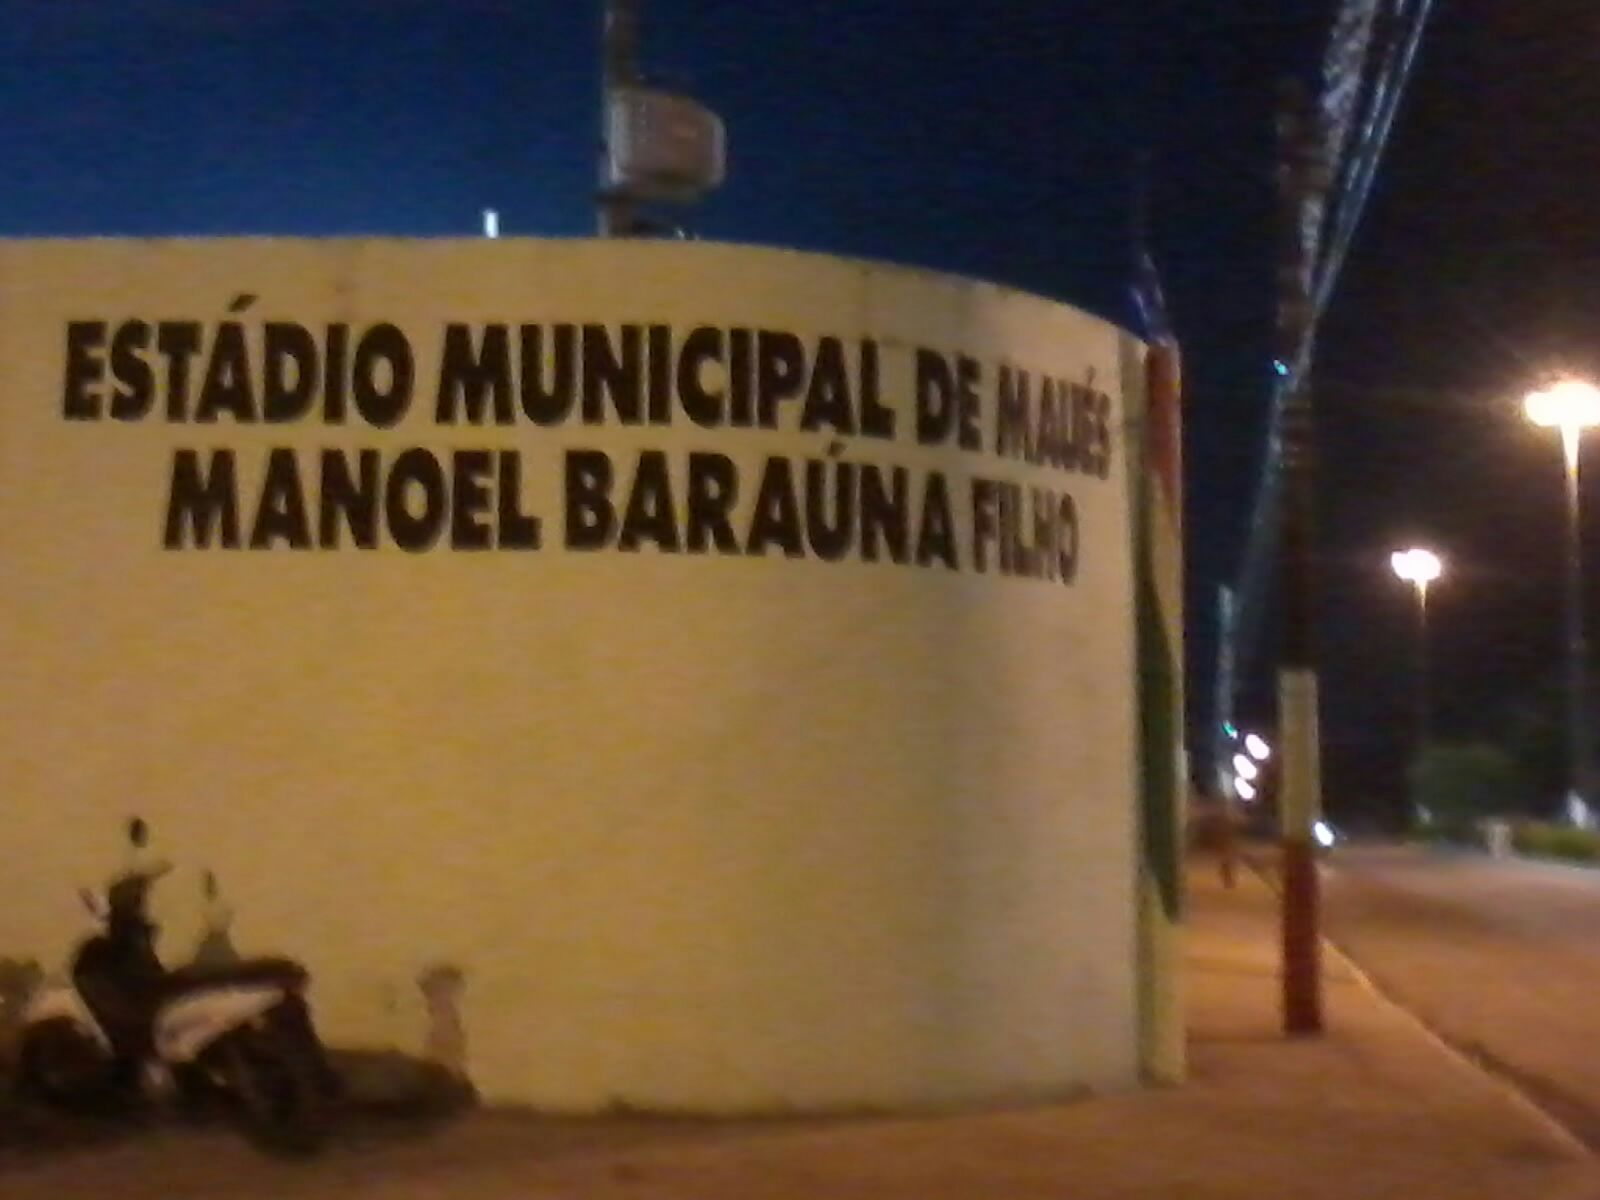 ESTÁDIO MUNICIPAL DE MAUÉS
MANOEL BARAÚNA FILHO